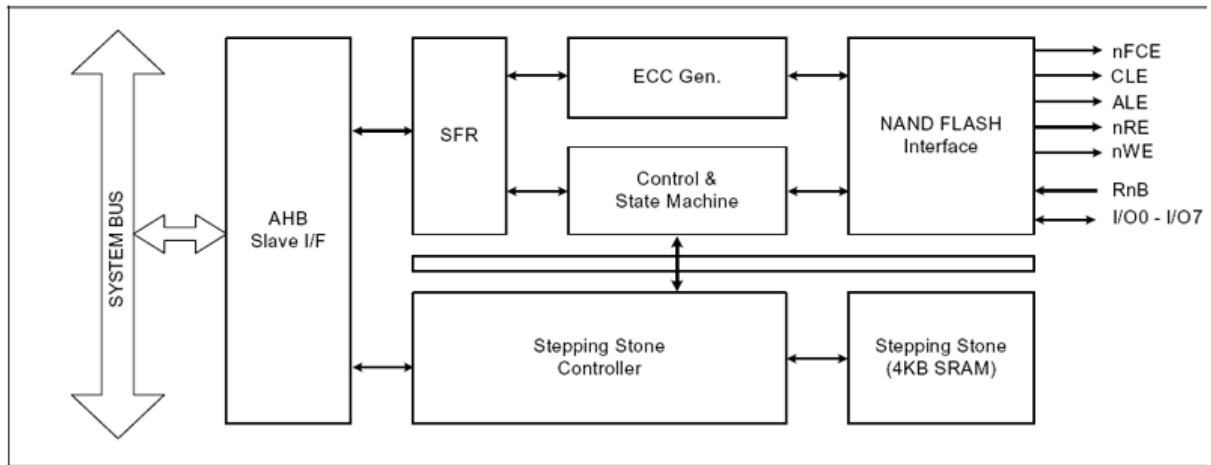 SYSTEM BUS
AHB
Slave I/F
SFR
ECC Gen.
Control &
State Machine
NAND FLASH
Interface
nFCE
CLE
ALE
nRE
nWE
RnB
I/O0 - I/O7
Stepping Stone
Controller
Stepping Stone
(4KB SRAM)